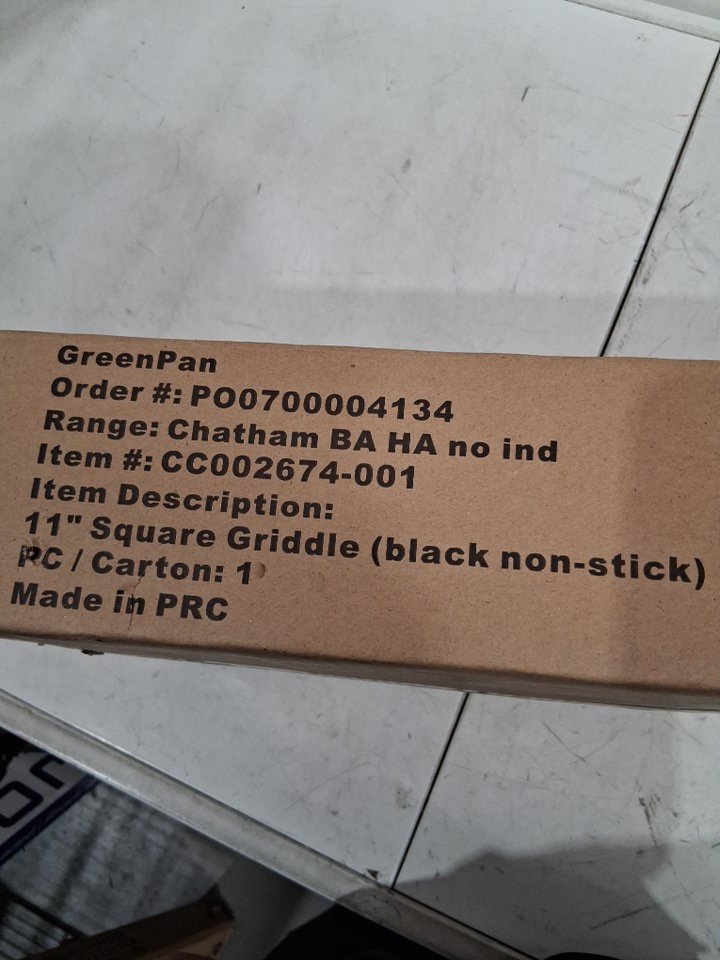 GreenPan
Order #: PO0700004134
Range: Chatham BA HA no ind
Item #: CC002674-001
Item Description:
11" Square Griddle (black non-stick)
PC / Carton: 1
Made in PRC